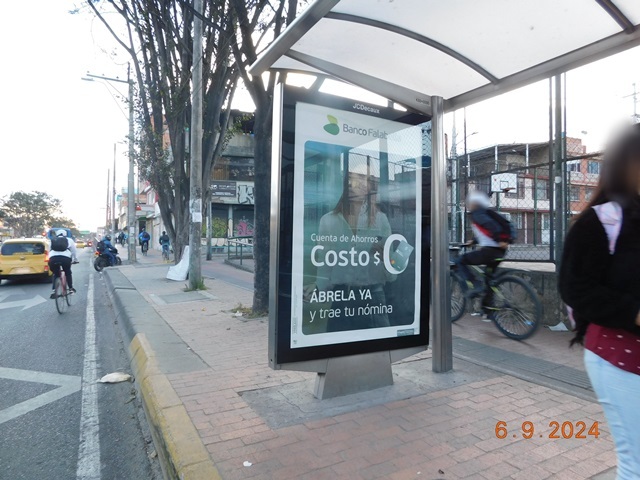 JCDecaux
Banco Falabella
Cuenta de Ahorros
Costo $0
ÁBRELA YA
y trae tu nómina
6.9.2024